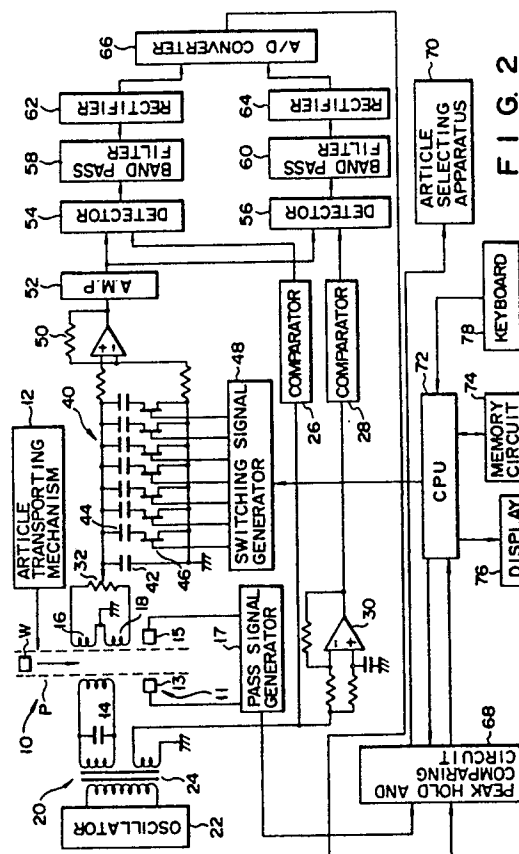 FIG. 2
66
A/D CONVERTER
62
RECTIFIER
64
RECTIFIER
58
BAND PASS
FILTER
60
BAND PASS
FILTER
54
DETECTOR
56
DETECTOR
52
A.M.P
50
+
-
26
COMPARATOR
28
COMPARATOR
70
ARTICLE
SELECTING
APPARATUS
12
ARTICLE
TRANSPORTING
MECHANISM
40
44
42
46
48
SWITCHING SIGNAL
GENERATOR
32
16
18
W
P
10
14
13
15
11
17
PASS SIGNAL
GENERATOR
20
24
OSCILLATOR
22
30
-
+
72
CPU
78
KEYBOARD
74
MEMORY
CIRCUIT
76
DISPLAY
68
PEAK HOLD AND
COMPARING
CIRCUIT